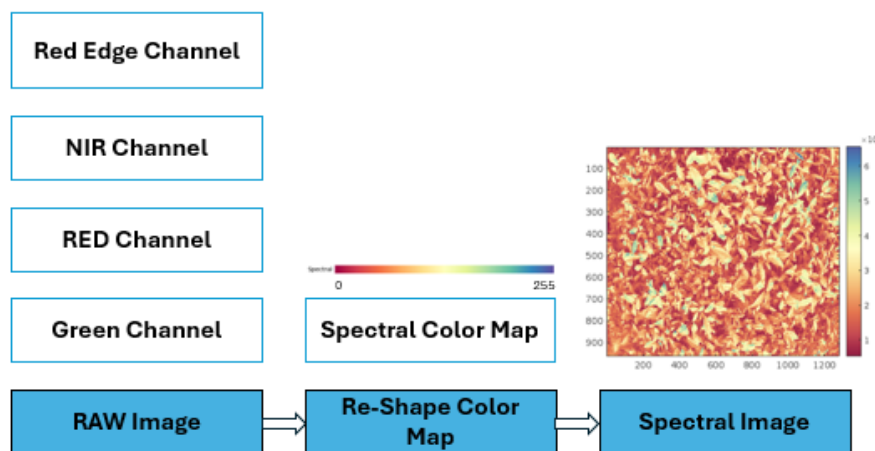 Red Edge Channel
NIR Channel
RED Channel
Green Channel
RAW Image
Spectral
0 255
Spectral Color Map
Re-Shape Color
Map
100
200
300
400
500
600
700
800
900
200 400 600 800 1000 1200
×10
6
5
4
3
2
1
Spectral Image